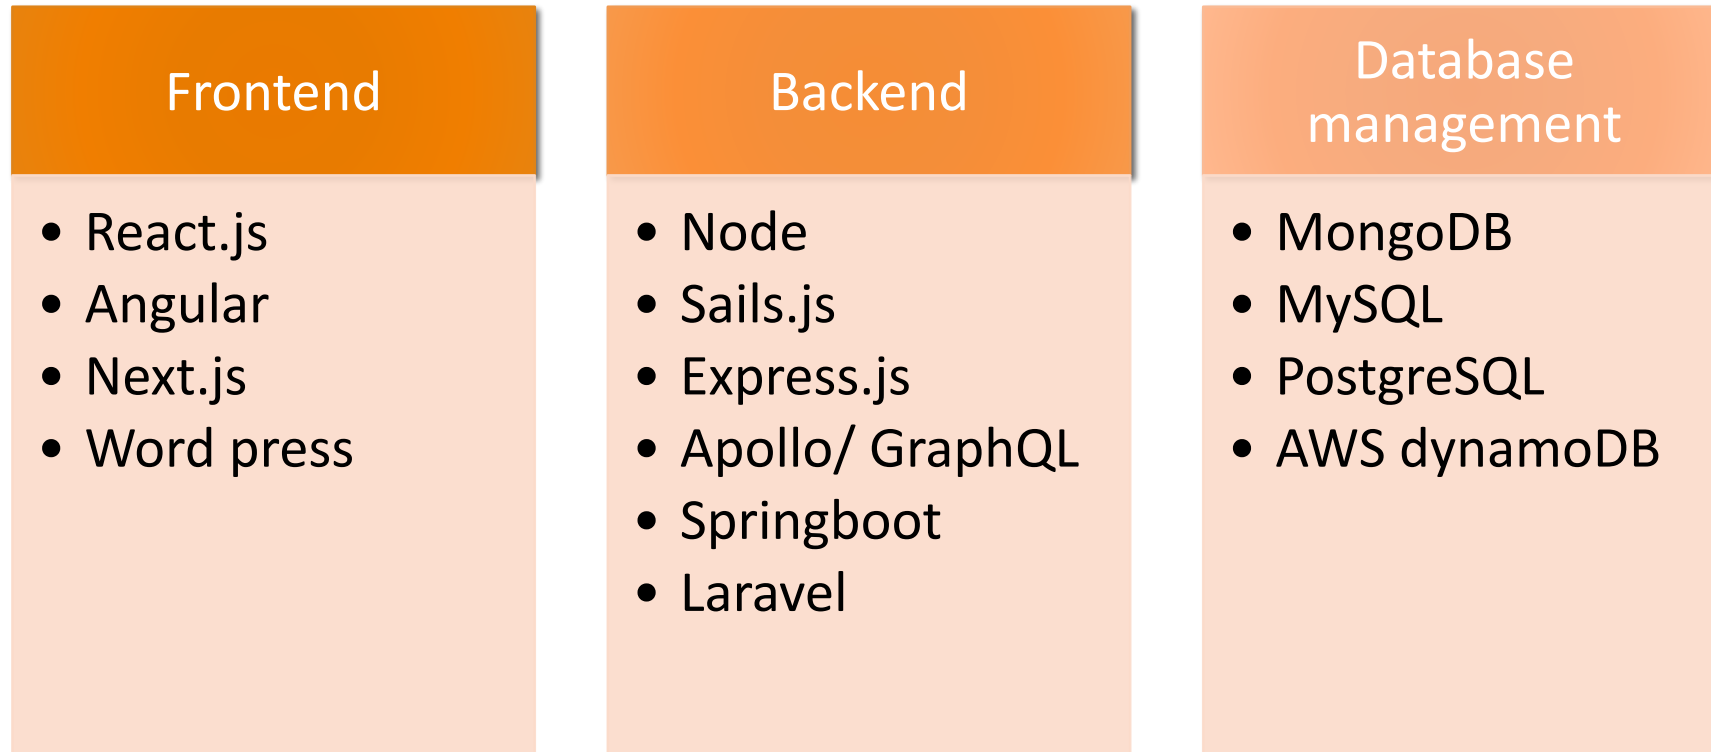 Frontend
• React.js
• Angular
• Next.js
• Word press
Backend
• Node
• Sails.js
• Express.js
• Apollo/ GraphQL
• Springboot
• Laravel
Database
management
• MongoDB
• MySQL
• PostgreSQL
• AWS dynamoDB